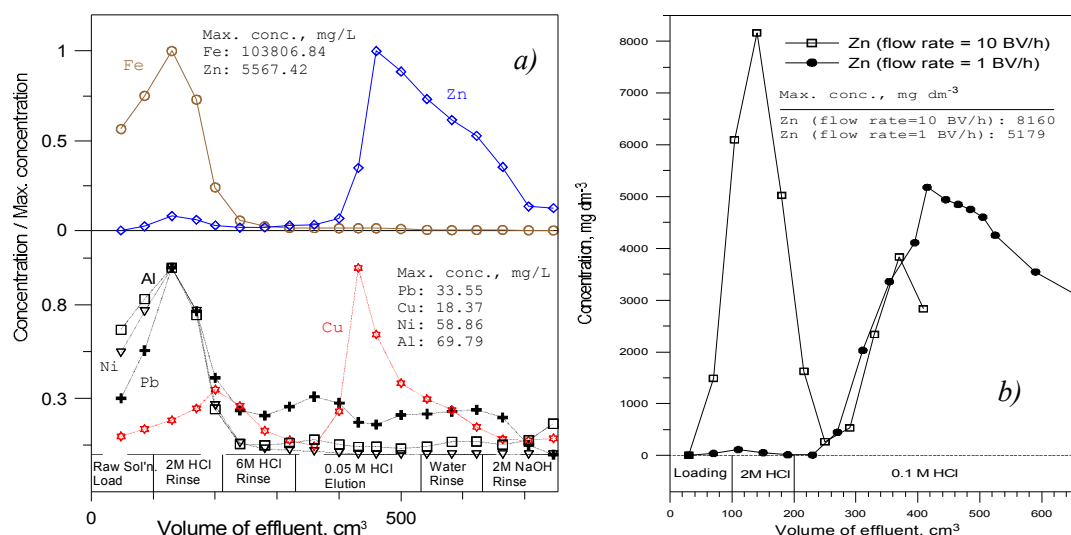 a)
Max. conc., mg/L
Fe: 103806.84
Zn: 5567.42
Fe
Zn
1
0.5
0
Concentration / Max. concentration
Al
Ni
Pb
Cu
Max. conc., mg/L
Pb: 33.55
Cu: 18.37
Ni: 58.86
Al: 69.79
0.8
0.3
Raw Sol'n. Load
2M HCl Rinse
6M HCl Rinse
0.05 M HCl Elution
Water Rinse
2M NaOH Rinse
0
500
Volume of effluent, cm³
b)
Zn (flow rate = 10 BV/h)
Zn (flow rate = 1 BV/h)
Max. conc., mg dm⁻³
Zn (flow rate=10 BV/h): 8160
Zn (flow rate=1 BV/h): 5179
8000
7000
6000
5000
4000
3000
2000
1000
0
Concentration, mg dm⁻³
Loading
2M HCl
0.1 M HCl
0 100 200 300 400 500 600
Volume of effluent, cm³